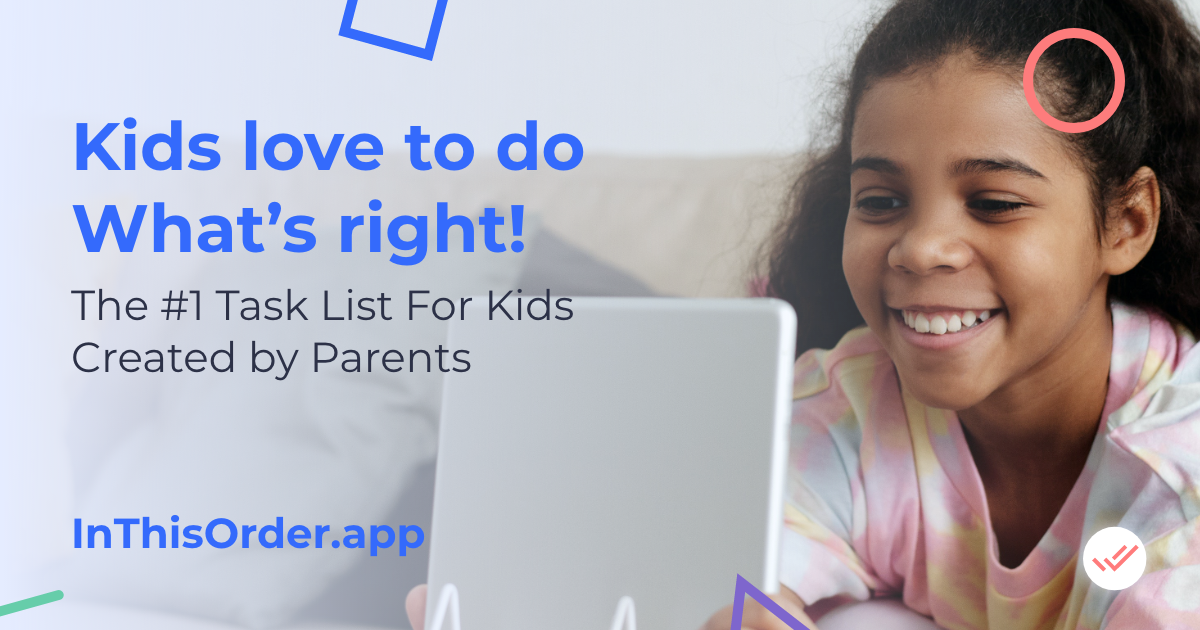 Kids love to do
What's right!
The #1 Task List For Kids
Created by Parents
InThisOrder.app